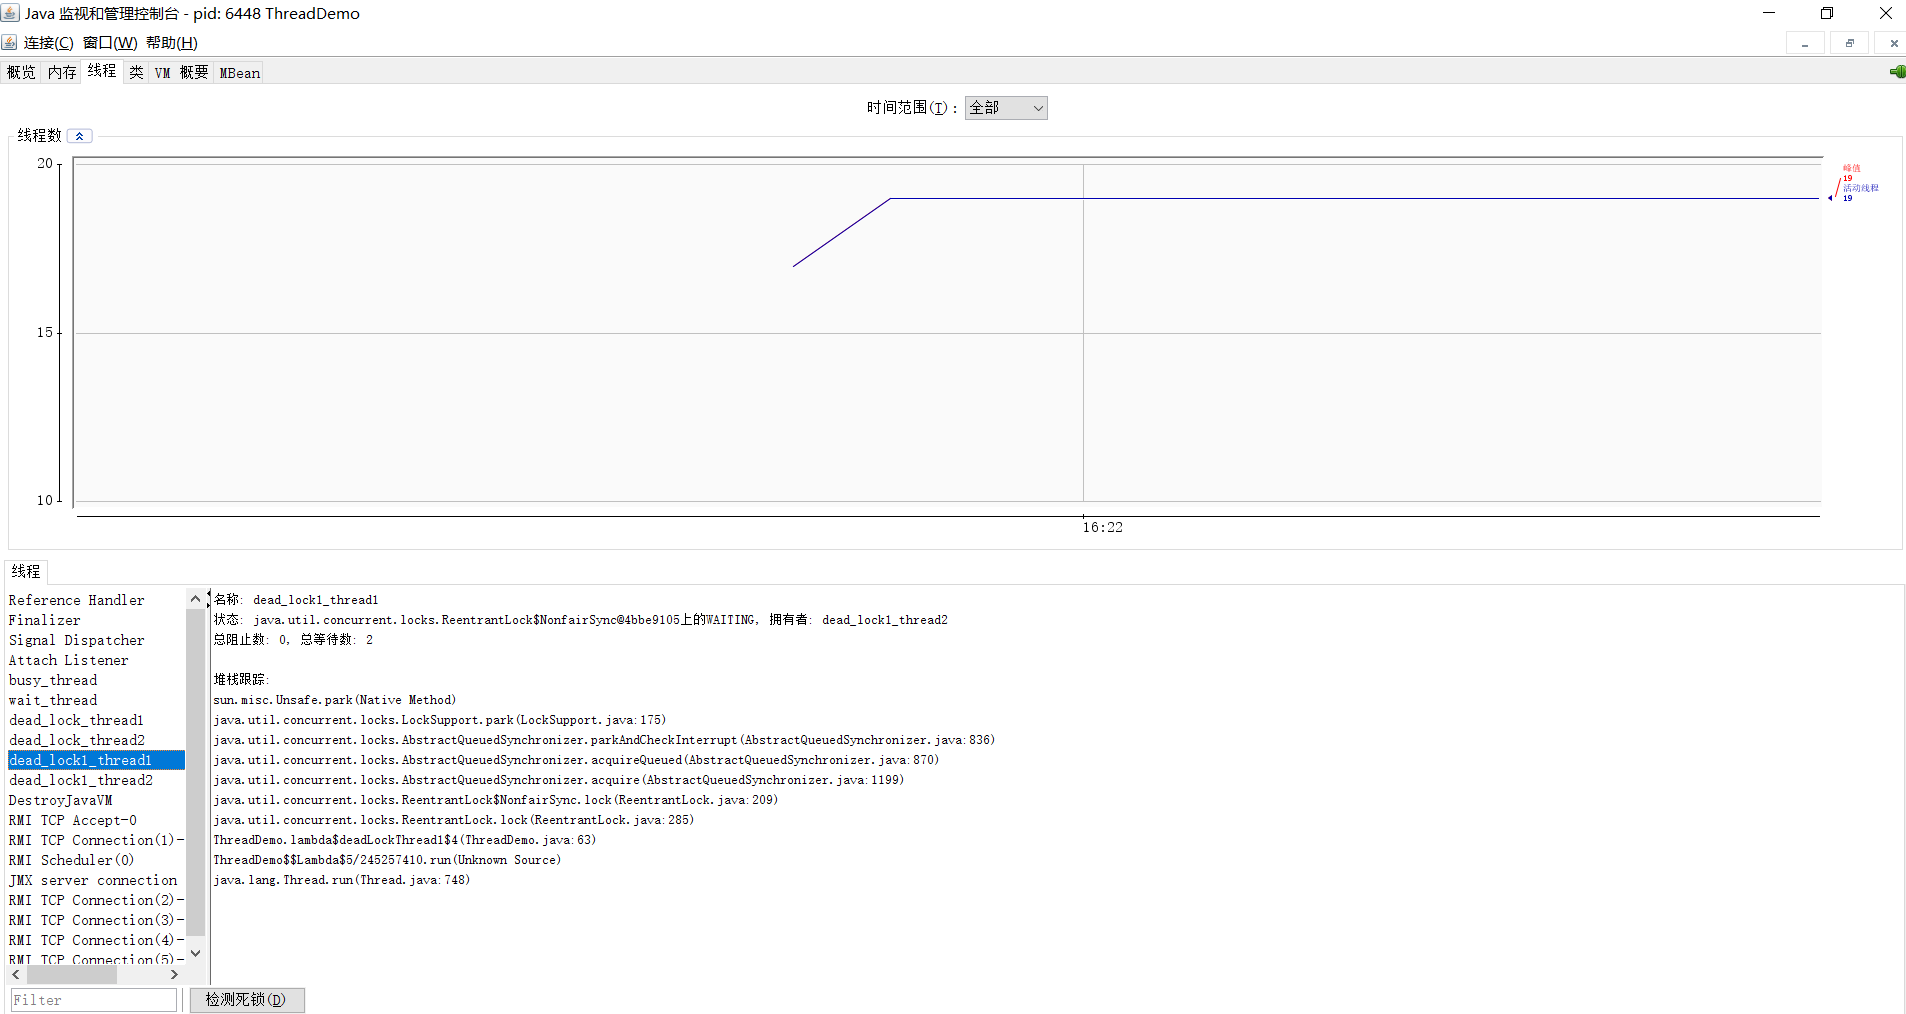 Java 监视和管理控制台 - pid: 6448 ThreadDemo
连接(C) 窗口(W) 帮助(H)
概览 内存 线程 类 VM 概要 MBean
时间范围(T): 全部
线程数
20
15
10
16:22
峰值
19
活动线程
19
线程
Reference Handler
Finalizer
Signal Dispatcher
Attach Listener
busy_thread
wait_thread
dead_lock_thread1
dead_lock_thread2
dead_lock1_thread1
dead_lock1_thread2
DestroyJavaVM
RMI TCP Accept-0
RMI TCP Connection(1)-
RMI Scheduler(0)
JMX server connection
RMI TCP Connection(2)-
RMI TCP Connection(3)-
RMI TCP Connection(4)-
RMI TCP Connection(5)-
名称: dead_lock1_thread1
状态: java.util.concurrent.locks.ReentrantLock$NonfairSync@4bbe9105上的WAITING, 拥有者: dead_lock1_thread2
总阻止数: 0, 总等待数: 2
堆栈跟踪:
sun.misc.Unsafe.park(Native Method)
java.util.concurrent.locks.LockSupport.park(LockSupport.java:175)
java.util.concurrent.locks.AbstractQueuedSynchronizer.parkAndCheckInterrupt(AbstractQueuedSynchronizer.java:836)
java.util.concurrent.locks.AbstractQueuedSynchronizer.acquireQueued(AbstractQueuedSynchronizer.java:870)
java.util.concurrent.locks.AbstractQueuedSynchronizer.acquire(AbstractQueuedSynchronizer.java:1199)
java.util.concurrent.locks.ReentrantLock$NonfairSync.lock(ReentrantLock.java:209)
java.util.concurrent.locks.ReentrantLock.lock(ReentrantLock.java:285)
ThreadDemo.lambda$deadLockThread1$4(ThreadDemo.java:63)
ThreadDemo$$Lambda$5/245257410.run(Unknown Source)
java.lang.Thread.run(Thread.java:748)
Filter
检测死锁(D)